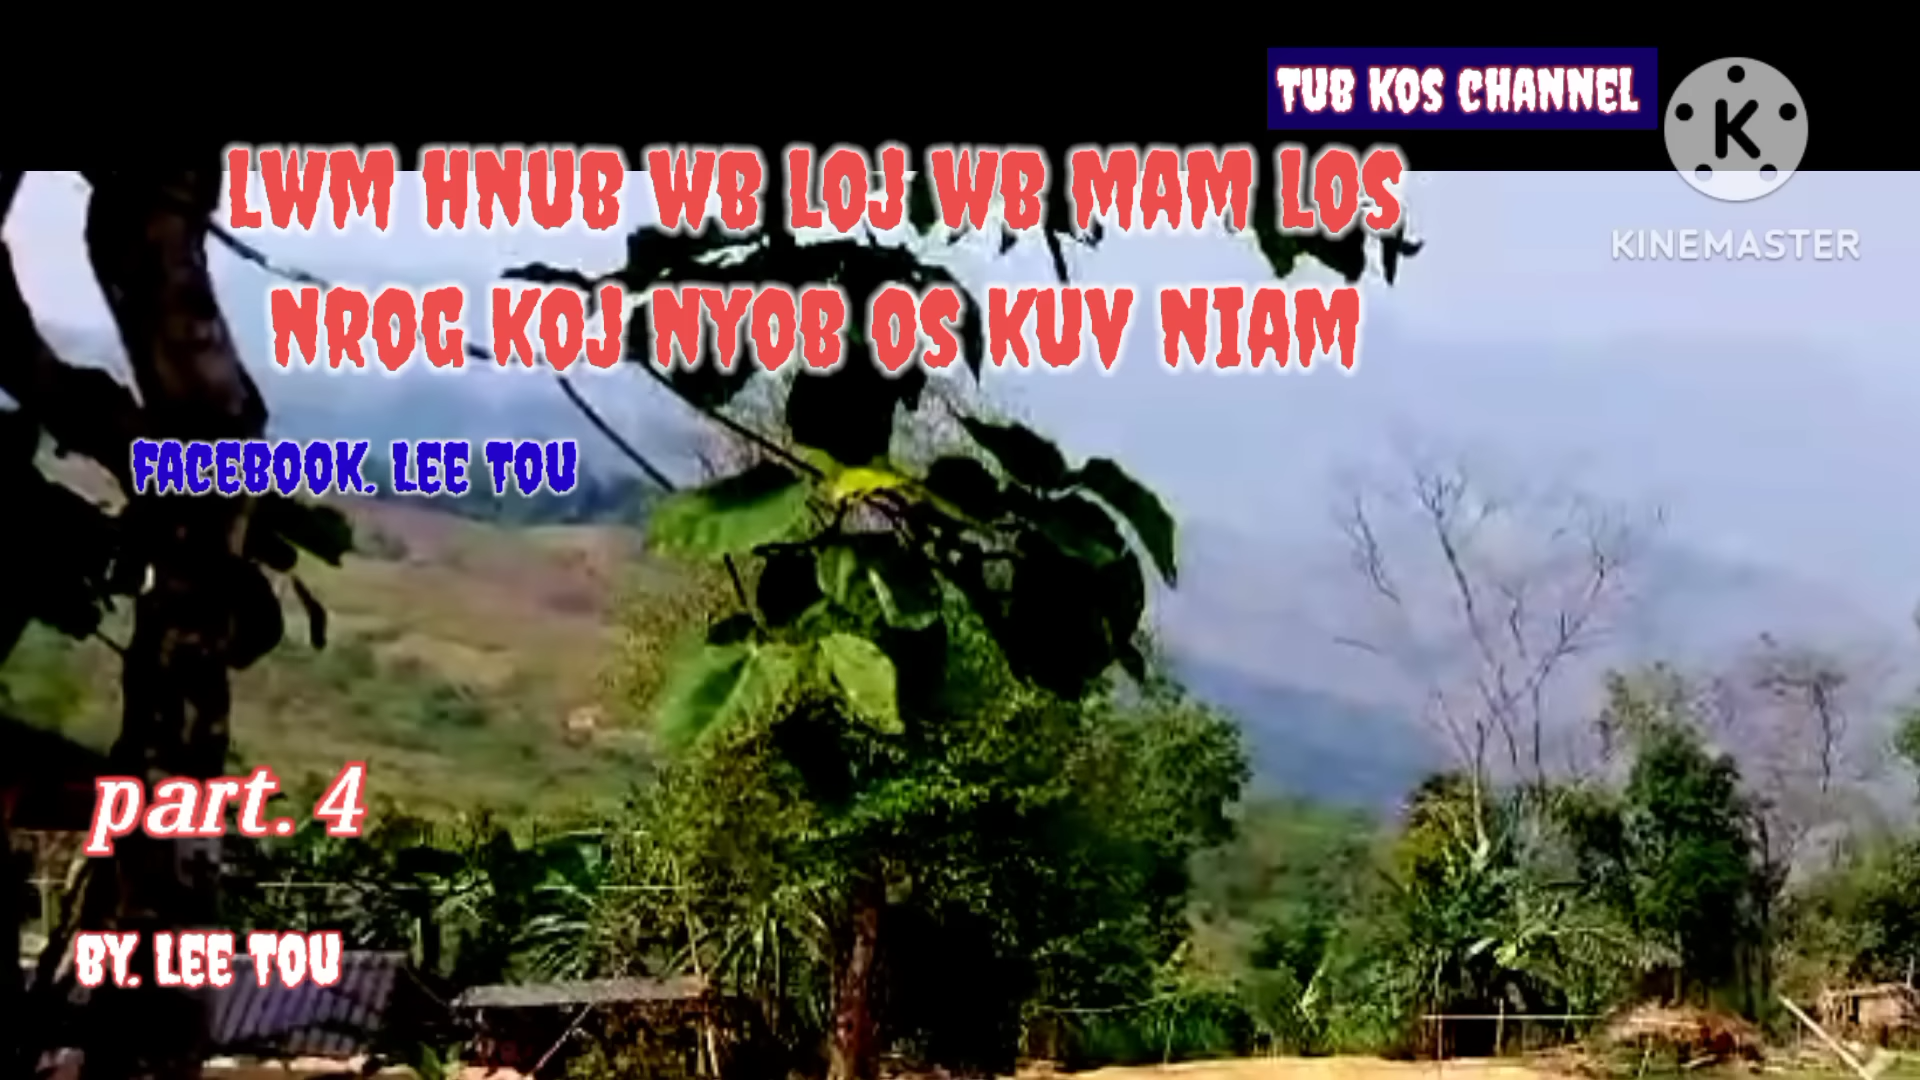 TUB KOS CHANNEL
K
KINEMASTER
LWM HNUB WB LOJ WB MAM LOS
NROG KOJ NYOB OS KUV NIAM
FACEBOOK. LEE TOU
part. 4
BY. LEE TOU